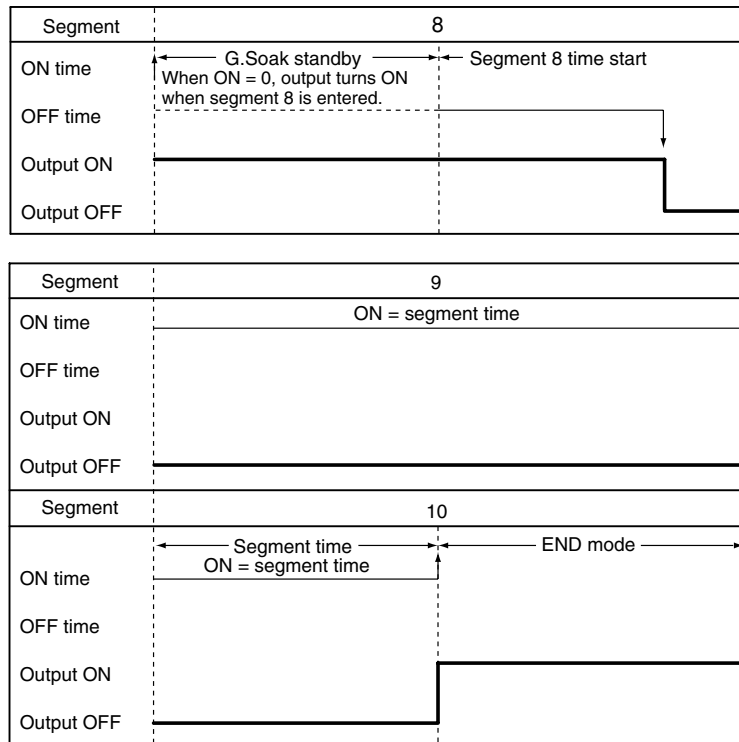 Segment 8
ON time
G.Soak standby
Segment 8 time start
When ON = 0, output turns ON
when segment 8 is entered.
OFF time
Output ON
Output OFF
Segment 9
ON time
ON = segment time
OFF time
Output ON
Output OFF
Segment 10
Segment time
END mode
ON = segment time
ON time
OFF time
Output ON
Output OFF